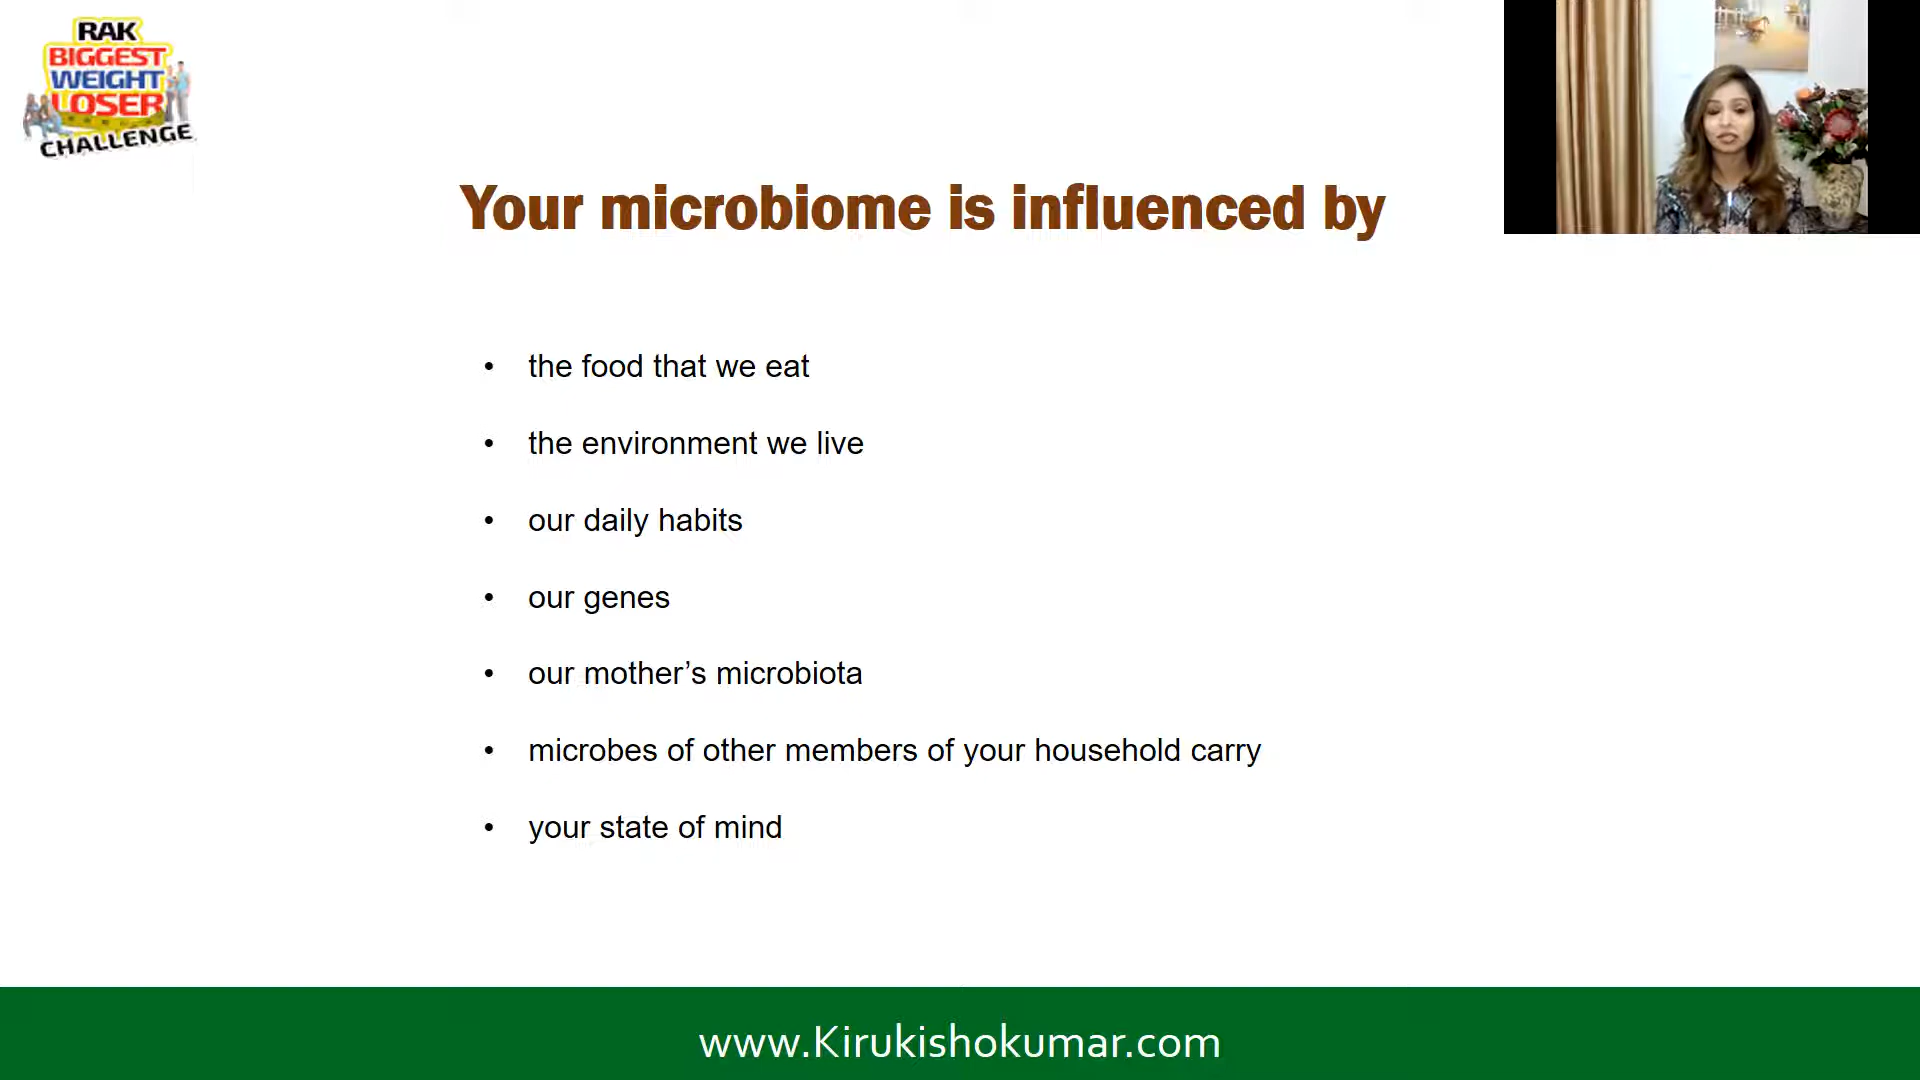 RAK
BIGGEST
WEIGHT
LOSER
CHALLENGE
Your microbiome is influenced by
• the food that we eat
• the environment we live
• our daily habits
• our genes
• our mother’s microbiota
• microbes of other members of your household carry
• your state of mind
www.Kirukishokumar.com